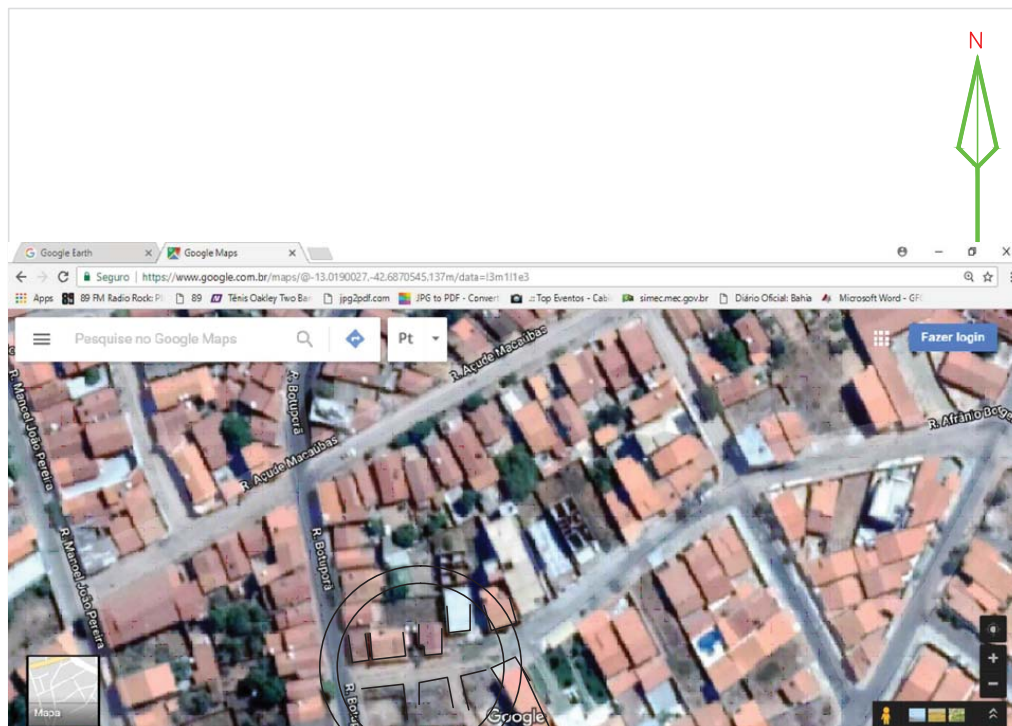 N
Google Earth
Google Maps
Seguro | https://www.google.com.br/maps/@-13.0190027,-42.6870545,137m/data=!3m1!1e3
Apps 89 FM Radio Rock: 89 Tênis Oakley Two jpg2pdf.com JPG to PDF - Convert .: Top Eventos - simec.mec.gov.br Diário Oficial: Bahia Microsoft Word -
Pesquise no Google Maps
Pt
Fazer login
R. Açude Macaúbas
R. Manoel João Pereira
R. Botuporã
R. Afrânio
R. Açude Macaúbas
R. Manoel João Pereira
R. Botuporã
R.
Mapa
Google